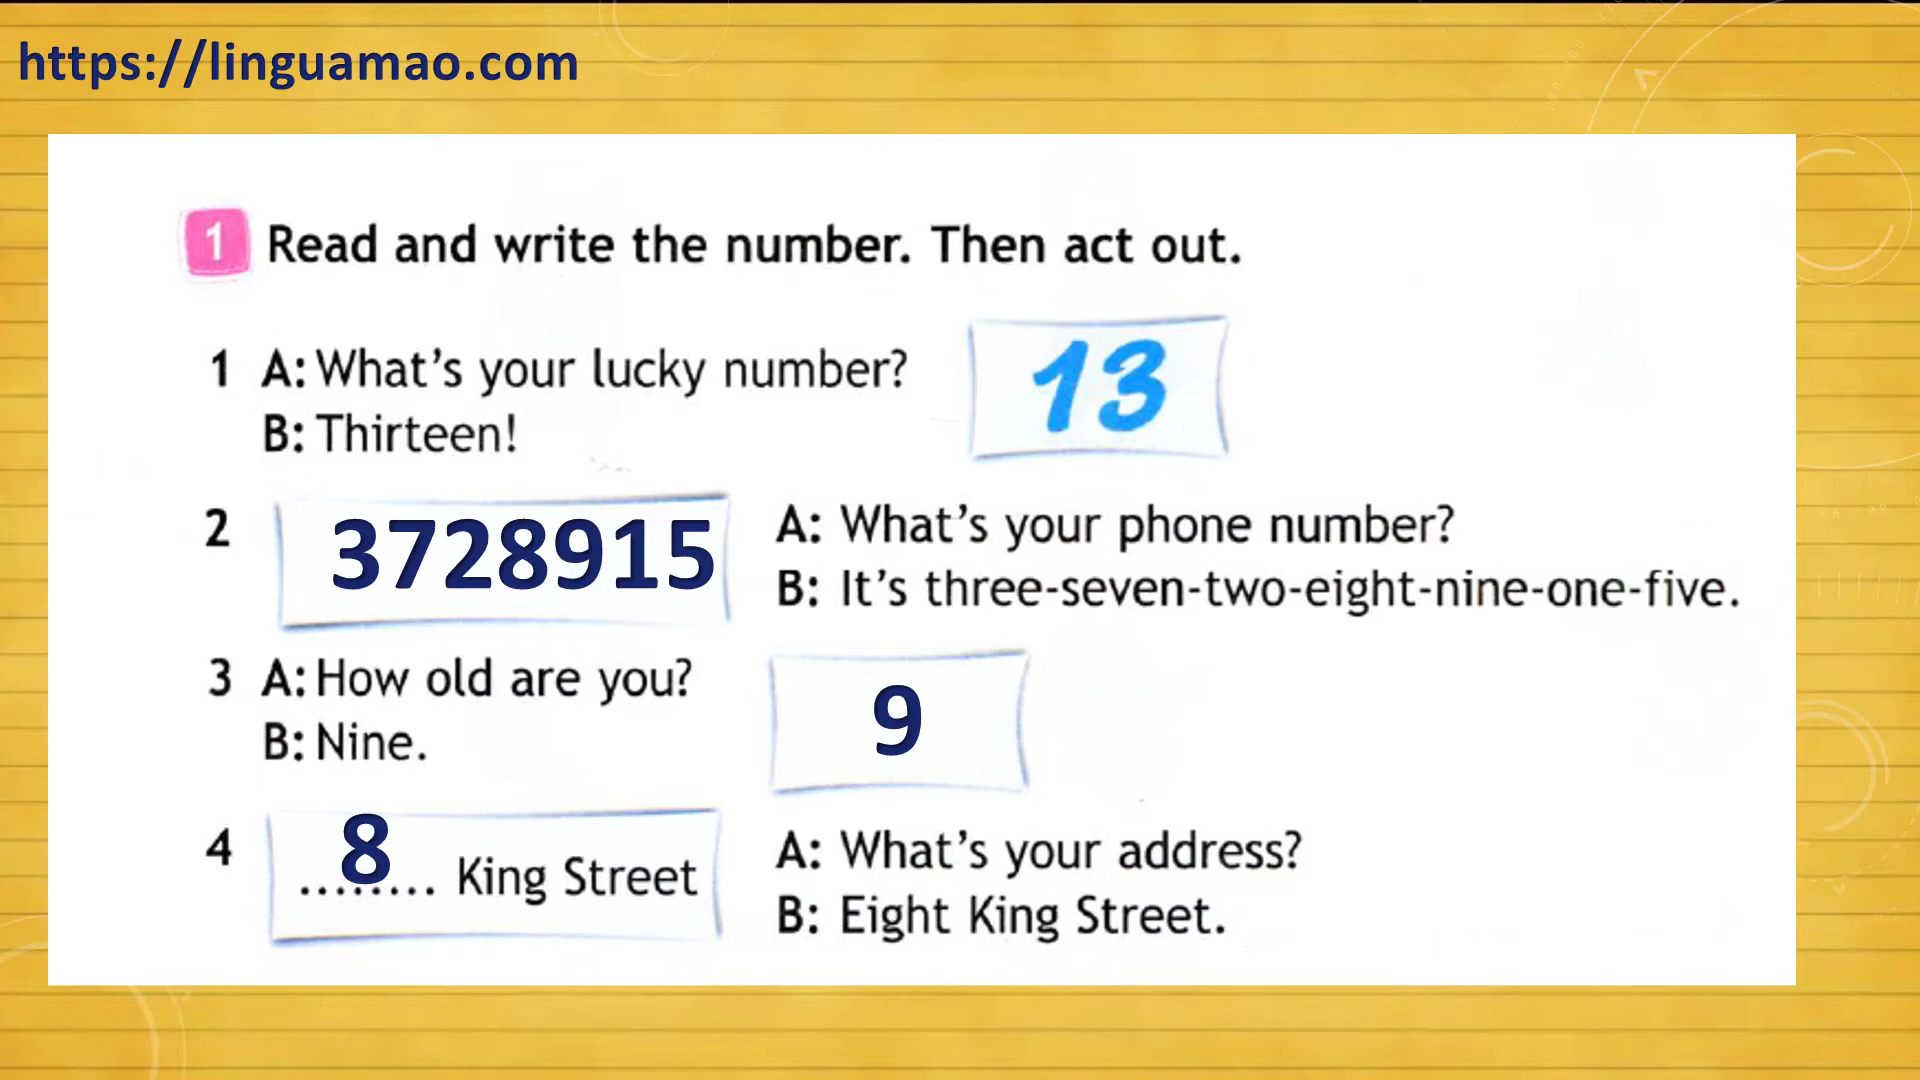 https://linguamao.com
1 Read and write the number. Then act out.
1 A: What's your lucky number?
B: Thirteen!
13
2 3728915
A: What's your phone number?
B: It's three-seven-two-eight-nine-one-five.
3 A: How old are you?
B: Nine.
9
4 8
........ King Street
A: What's your address?
B: Eight King Street.